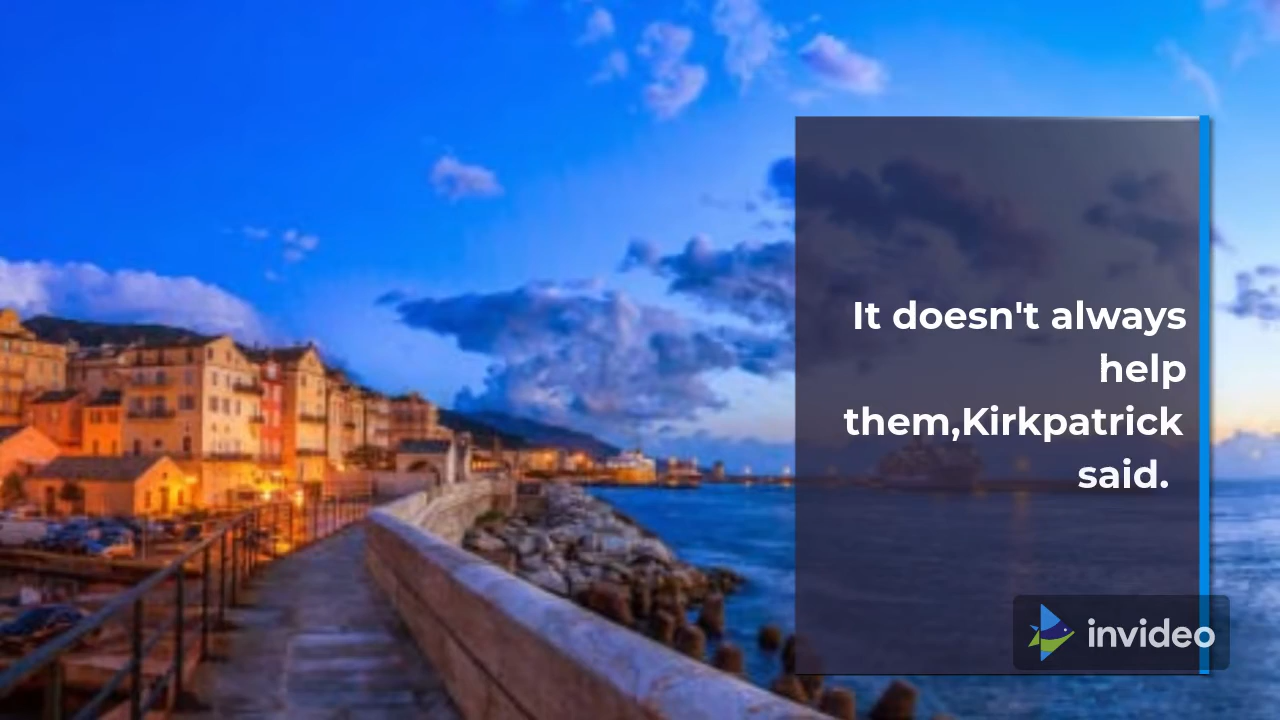 It doesn't always
help
them,Kirkpatrick
said.
invideo